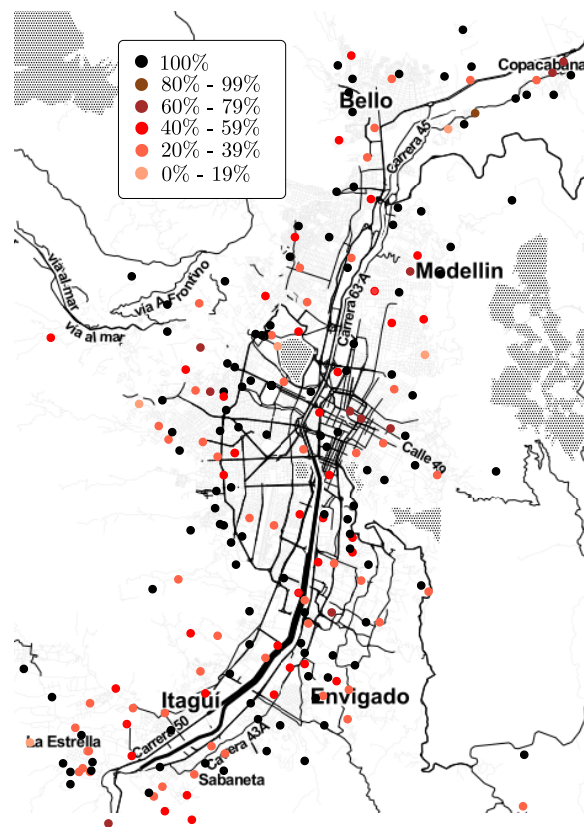 Copacabana
100%
80% - 99%
60% - 79%
40% - 59%
20% - 39%
0% - 19%
Bello
Carrera 45
Medellin
vía al mar
vía A Frontino
vía al mar
Carrera 63 A
Calle 49
Itagüí
Envigado
La Estrella
Carrera 50
Carrera 43A
Sabaneta